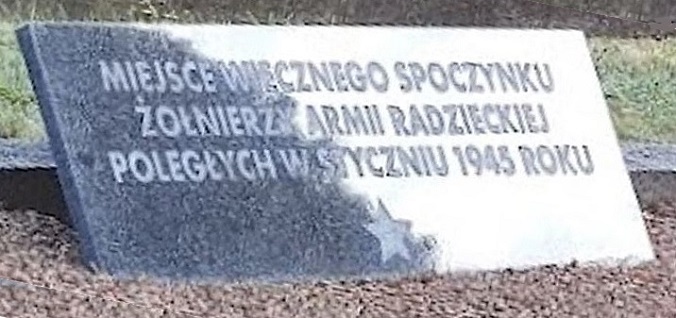 MIEJSCE WIECZNEGO SPOCZYNKU
ŻOŁNIERZY ARMII RADZIECKIEJ
POLEGŁYCH W STYCZNIU 1945 ROKU